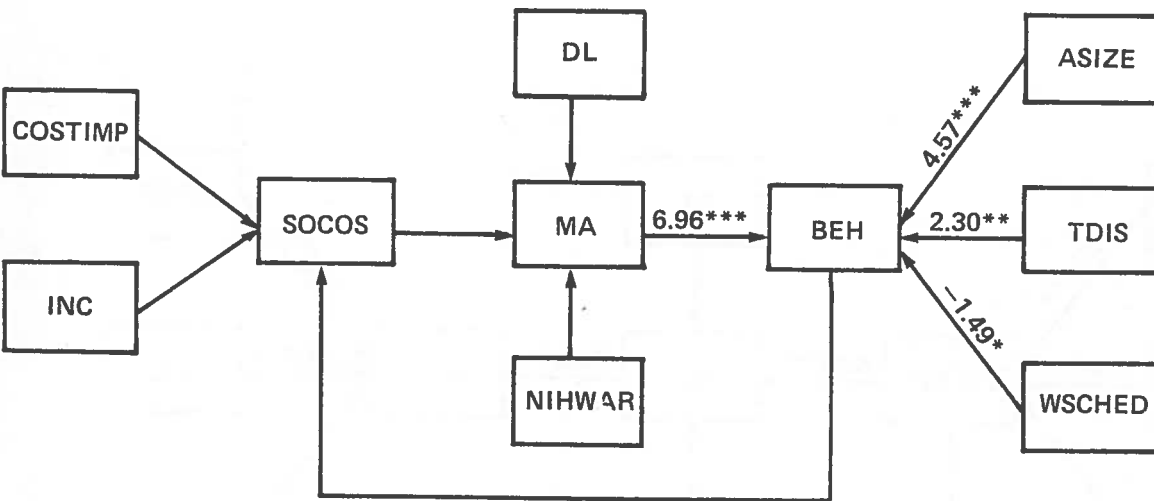 DL
ASIZE
COSTIMP
4.57***
SOCOS
MA
6.96***
BEH
2.30**
TDIS
INC
−1.49*
NIHWAR
WSCHED